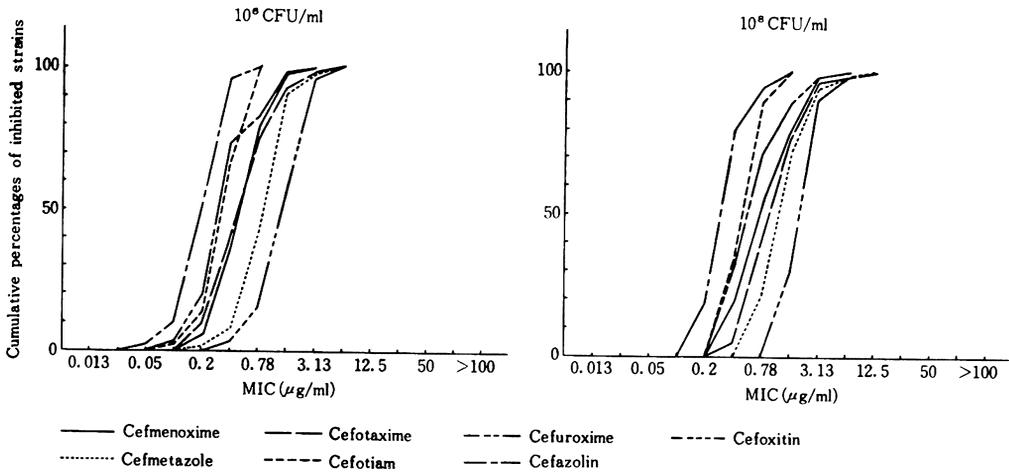 10⁶ CFU/ml
Cumulative percentages of inhibited strains
100
50
0
0.013 0.05 0.2 0.78 3.13 12.5 50 >100
MIC (μg/ml)
10⁸ CFU/ml
100
50
0
0.013 0.05 0.2 0.78 3.13 12.5 50 >100
MIC (μg/ml)
Cefmenoxime Cefotaxime Cefuroxime Cefoxitin
Cefmetazole Cefotiam Cefazolin